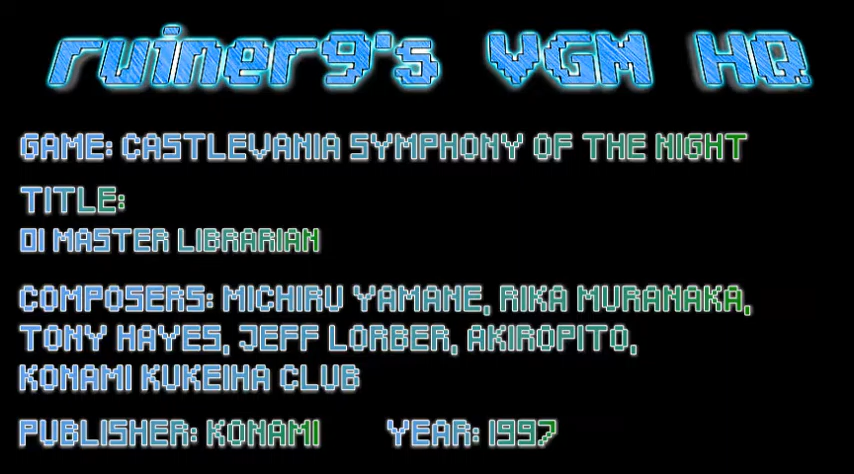 ruiner9's VGM HQ
GAME: CASTLEVANIA SYMPHONY OF THE NIGHT
TITLE:
01 MASTER LIBRARIAN
COMPOSERS: MICHIRU YAMANE, RIKA MURANAKA,
TONY HAYES, JEFF LORBER, AKIROPITO,
KONAMI KUKEIHA CLUB
PUBLISHER: KONAMI YEAR: 1997